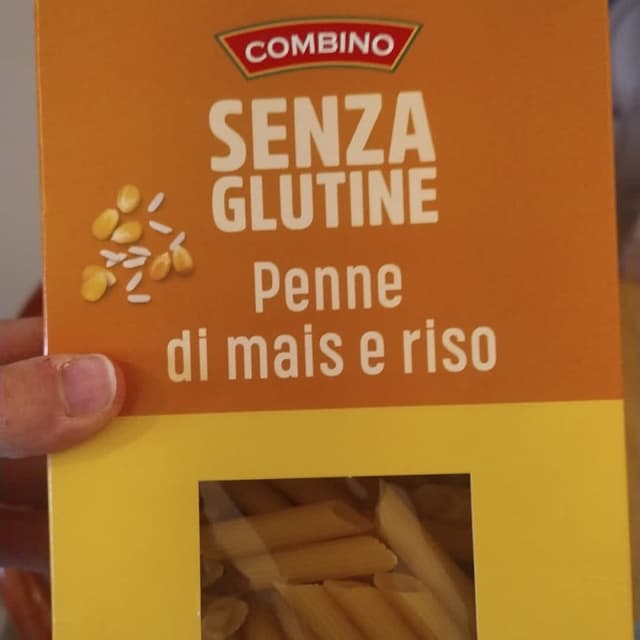 COMBINO
SENZA
GLUTINE
Penne
di mais e riso